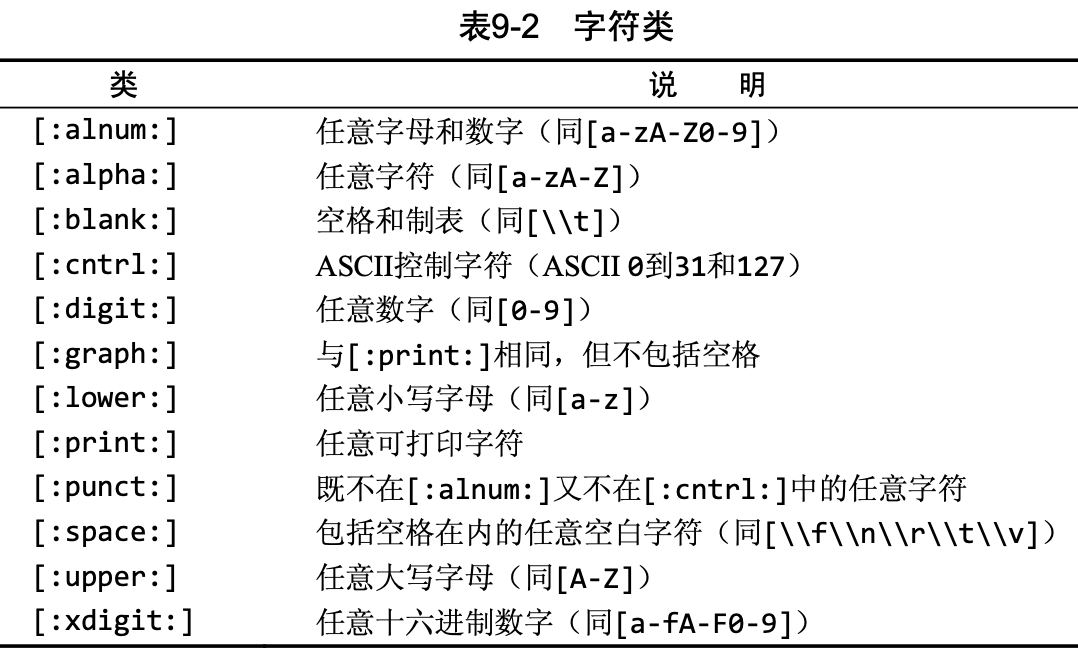 表9-2 字符类
类 说 明
[:alnum:] 任意字母和数字（同[a-zA-Z0-9]）
[:alpha:] 任意字符（同[a-zA-Z]）
[:blank:] 空格和制表（同[\\t]）
[:cntrl:] ASCII控制字符（ASCII 0到31和127）
[:digit:] 任意数字（同[0-9]）
[:graph:] 与[:print:]相同，但不包括空格
[:lower:] 任意小写字母（同[a-z]）
[:print:] 任意可打印字符
[:punct:] 既不在[:alnum:]又不在[:cntrl:]中的任意字符
[:space:] 包括空格在内的任意空白字符（同[\\f\\n\\r\\t\\v]）
[:upper:] 任意大写字母（同[A-Z]）
[:xdigit:] 任意十六进制数字（同[a-fA-F0-9]）